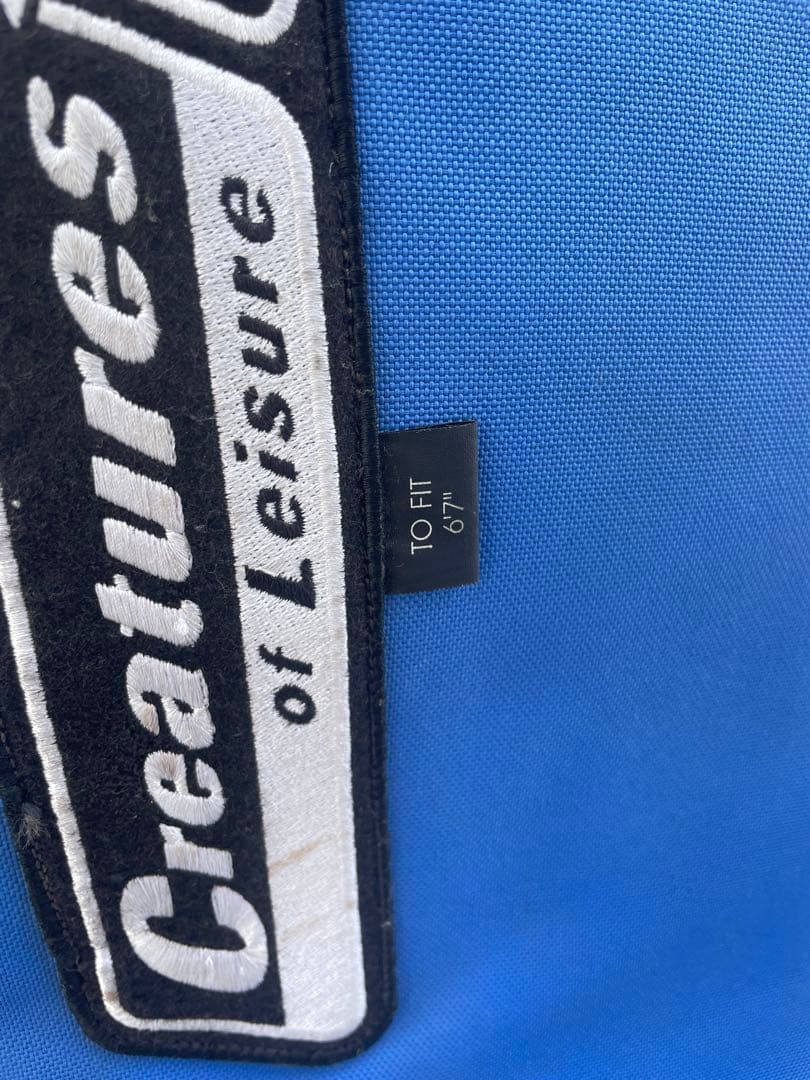 Creatures
of Leisure
TO FIT
6'7"